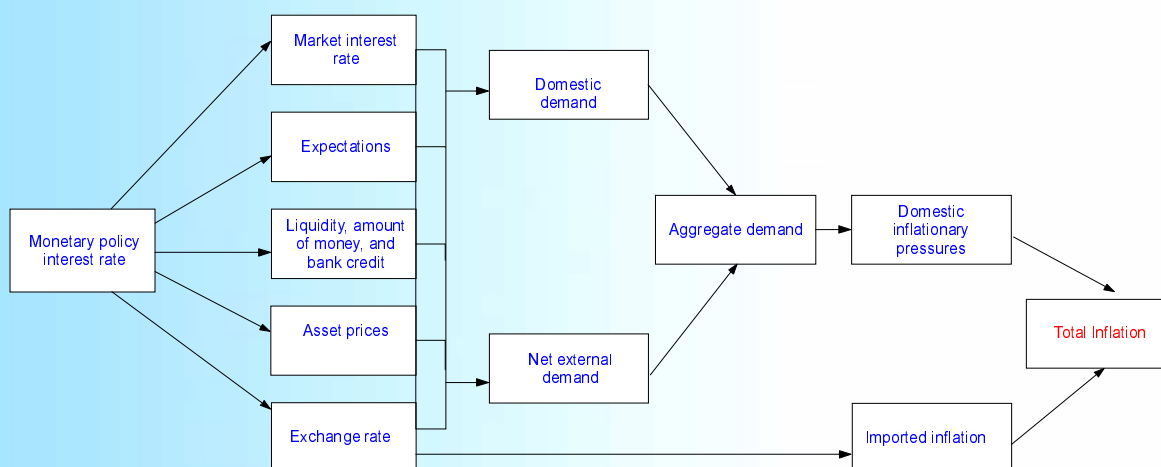 Market interest
rate
Expectations
Liquidity, amount
of money, and
bank credit
Asset prices
Exchange rate
Monetary policy
interest rate
Domestic
demand
Net external
demand
Aggregate demand
Domestic
inflationary
pressures
Imported inflation
Total Inflation